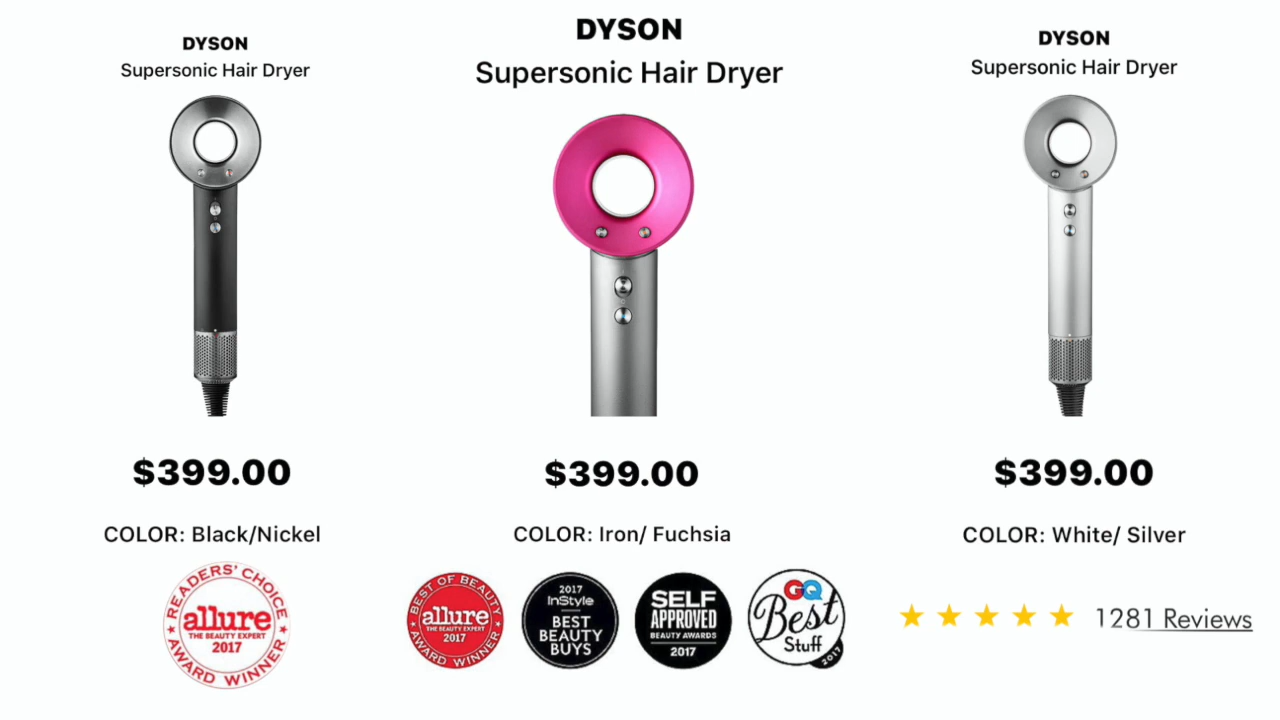 DYSON
Supersonic Hair Dryer
$399.00
COLOR: Black/Nickel
READERS' CHOICE
allure
THE BEAUTY EXPERT
2017
AWARD WINNER
DYSON
Supersonic Hair Dryer
$399.00
COLOR: Iron/ Fuchsia
BEST OF BEAUTY
allure
THE BEAUTY EXPERT
2017
AWARD WINNER
2017
InStyle
BEST
BEAUTY
BUYS
SELF
APPROVED
BEAUTY AWARDS
2017
GQ
Best
Stuff
2017
DYSON
Supersonic Hair Dryer
$399.00
COLOR: White/ Silver
1281 Reviews